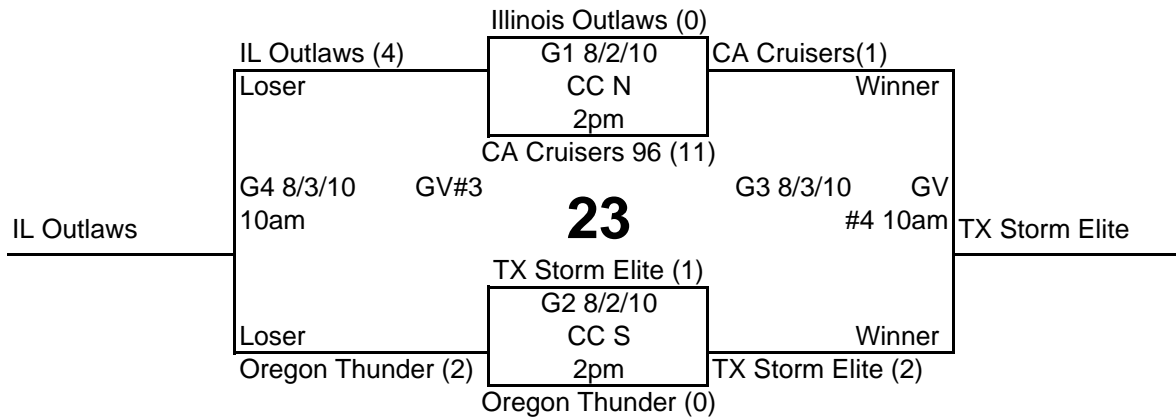 Illinois Outlaws (0)
IL Outlaws (4)
G1 8/2/10
CA Cruisers(1)
Loser
CC N
Winner
2pm
CA Cruisers 96 (11)
G4 8/3/10 GV#3
G3 8/3/10 GV
10am
23
#4 10am
IL Outlaws
TX Storm Elite
TX Storm Elite (1)
G2 8/2/10
Loser
CC S
Winner
Oregon Thunder (2)
2pm
TX Storm Elite (2)
Oregon Thunder (0)